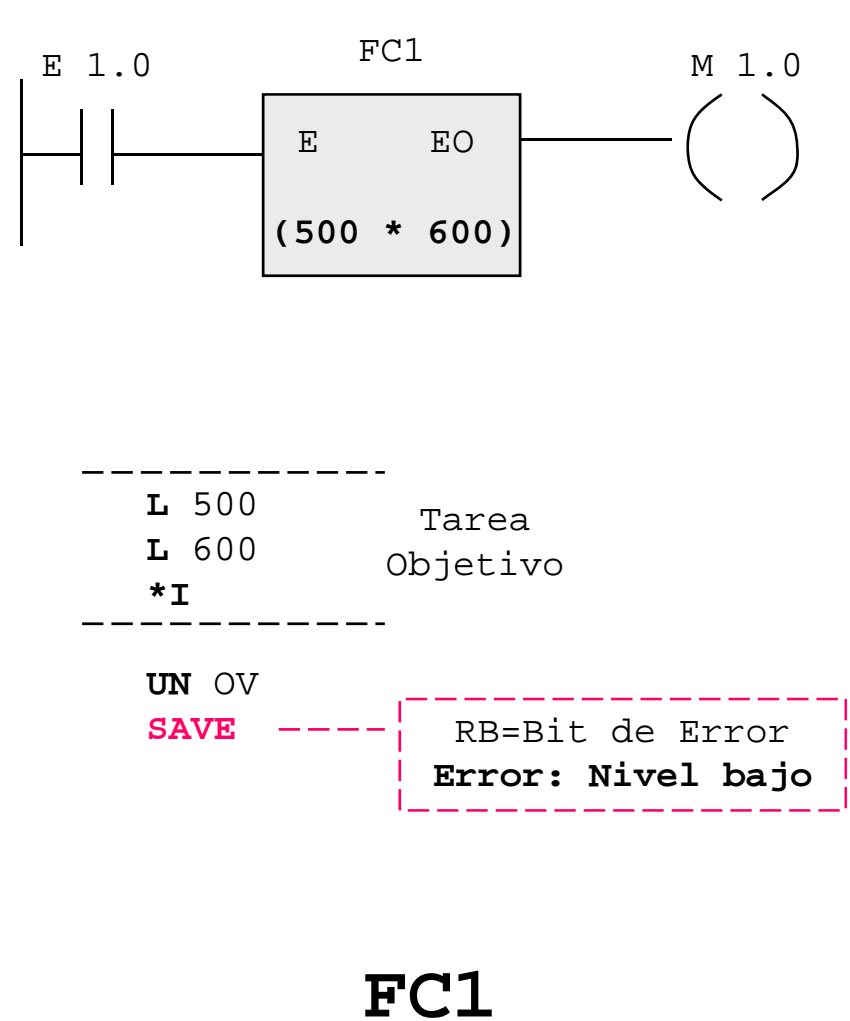 FC1
E 1.0
M 1.0
E EO
(500 * 600)
L 500
L 600
*I
Tarea
Objetivo
UN OV
SAVE
RB=Bit de Error
Error: Nivel bajo
FC1